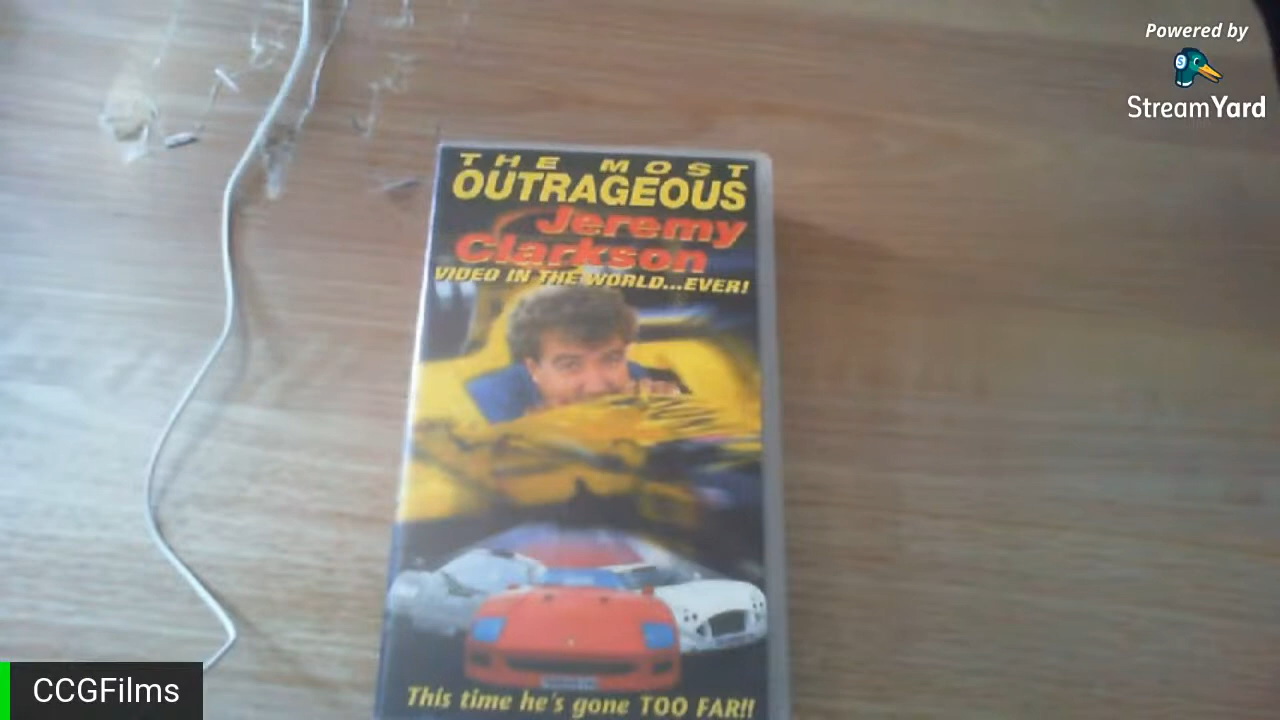 Powered by
StreamYard
THE MOST
OUTRAGEOUS
Jeremy
Clarkson
VIDEO IN THE WORLD...EVER!
This time he's gone TOO FAR!!
CCGFilms